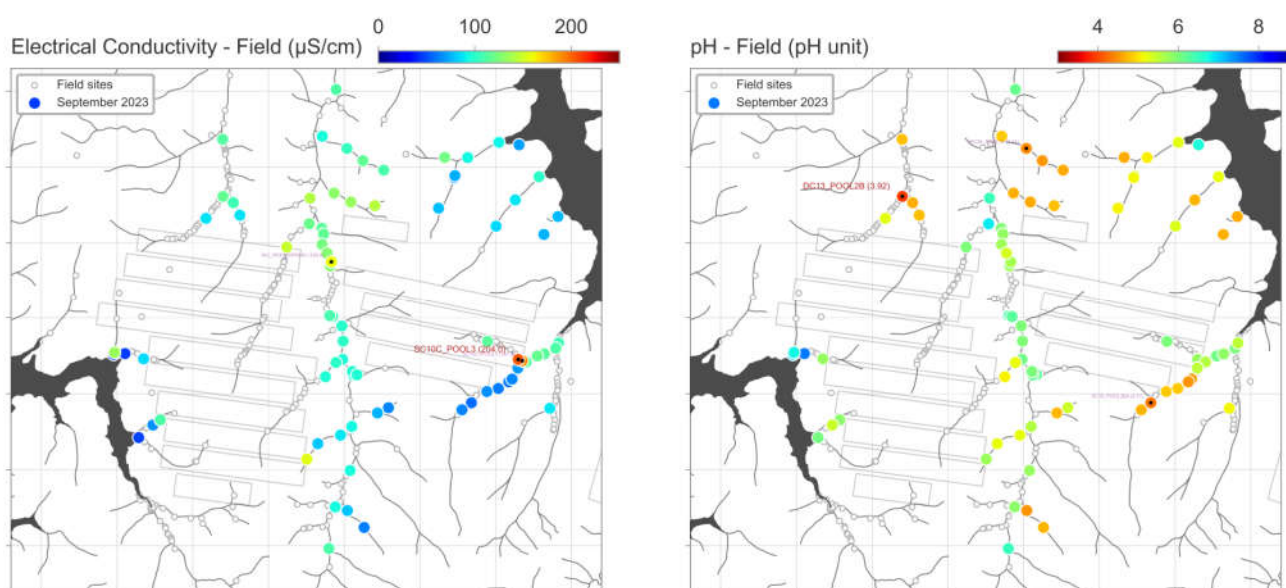 Electrical Conductivity - Field (µS/cm)
0 100 200
Field sites
September 2023
SC10C_POOL3 (204.0)
pH - Field (pH unit)
4 6 8
Field sites
September 2023
DC13_POOL2B (3.92)